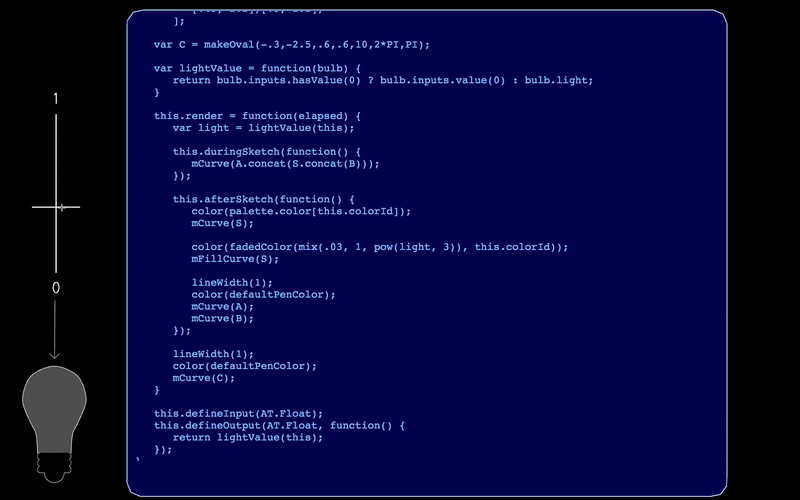 ];
var C = makeOval(-.3,-2.5,.6,.6,10,2*PI,PI);
var lightValue = function(bulb) {
return bulb.inputs.hasValue(0) ? bulb.inputs.value(0) : bulb.light;
}
this.render = function(elapsed) {
var light = lightValue(this);
this.duringSketch(function() {
mCurve(A.concat(S.concat(B)));
});
this.afterSketch(function() {
color(palette.color[this.colorId]);
mCurve(S);
color(fadedColor(mix(.03, 1, pow(light, 3)), this.colorId));
mFillCurve(S);
lineWidth(1);
color(defaultPenColor);
mCurve(A);
mCurve(B);
});
lineWidth(1);
color(defaultPenColor);
mCurve(C);
}
this.defineInput(AT.Float);
this.defineOutput(AT.Float, function() {
return lightValue(this);
});
1
0